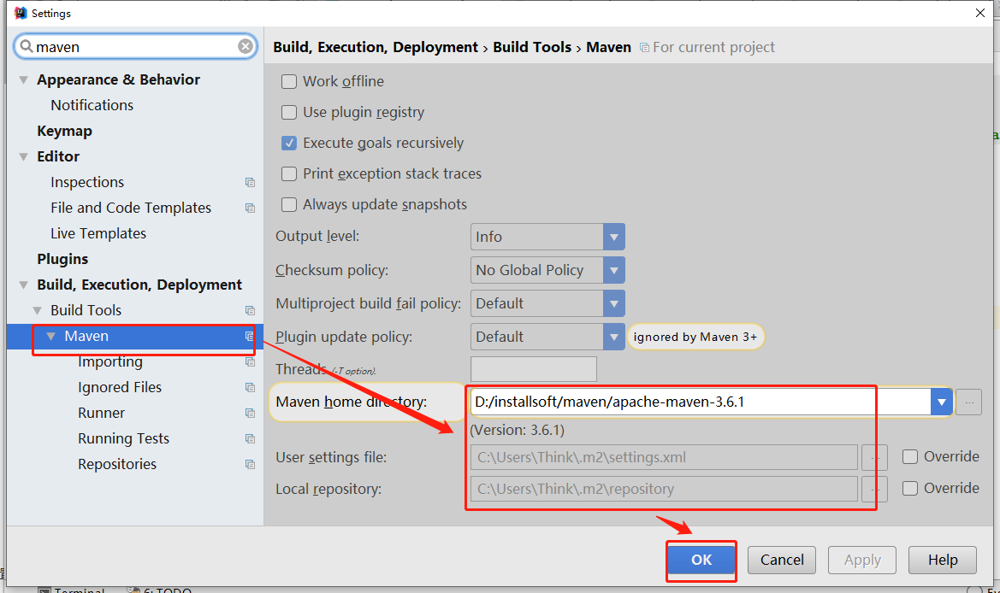 Settings
maven
Build, Execution, Deployment › Build Tools › Maven For current project
Appearance & Behavior
Notifications
Keymap
Editor
Inspections
File and Code Templates
Live Templates
Plugins
Build, Execution, Deployment
Build Tools
Maven
Importing
Ignored Files
Runner
Running Tests
Repositories
Work offline
Use plugin registry
Execute goals recursively
Print exception stack traces
Always update snapshots
Output level: Info
Checksum policy: No Global Policy
Multiproject build fail policy: Default
Plugin update policy: Default ignored by Maven 3+
Threads (-T option).
Maven home directory: D:/installsoft/maven/apache-maven-3.6.1 ...
(Version: 3.6.1)
User settings file: C:\Users\Think\.m2\settings.xml ... Override
Local repository: C:\Users\Think\.m2\repository ... Override
OK Cancel Apply Help
Terminal 6: TODO